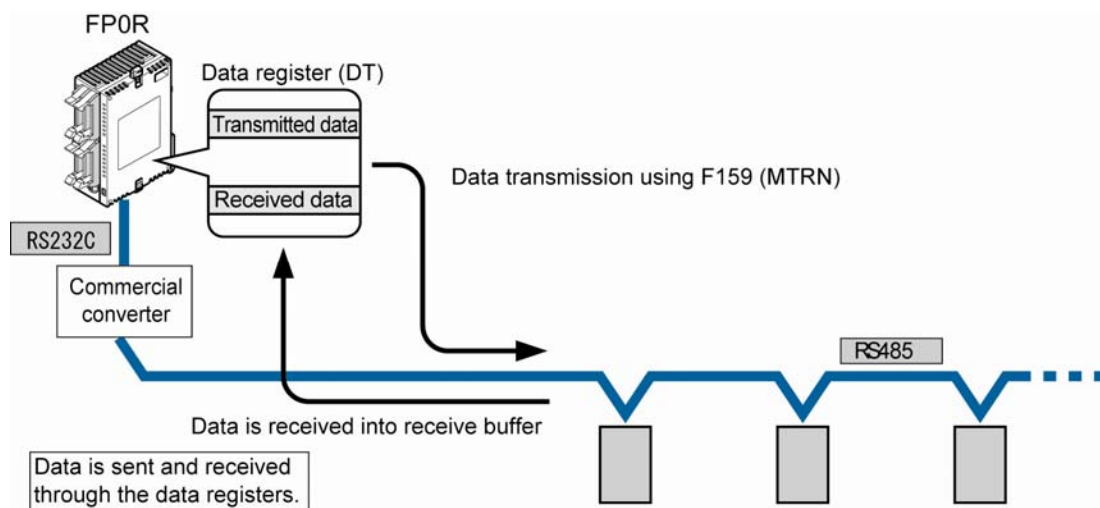 FP0R
Data register (DT)
Transmitted data
Data transmission using F159 (MTRN)
Received data
RS232C
Commercial
converter
RS485
Data is received into receive buffer
Data is sent and received
through the data registers.